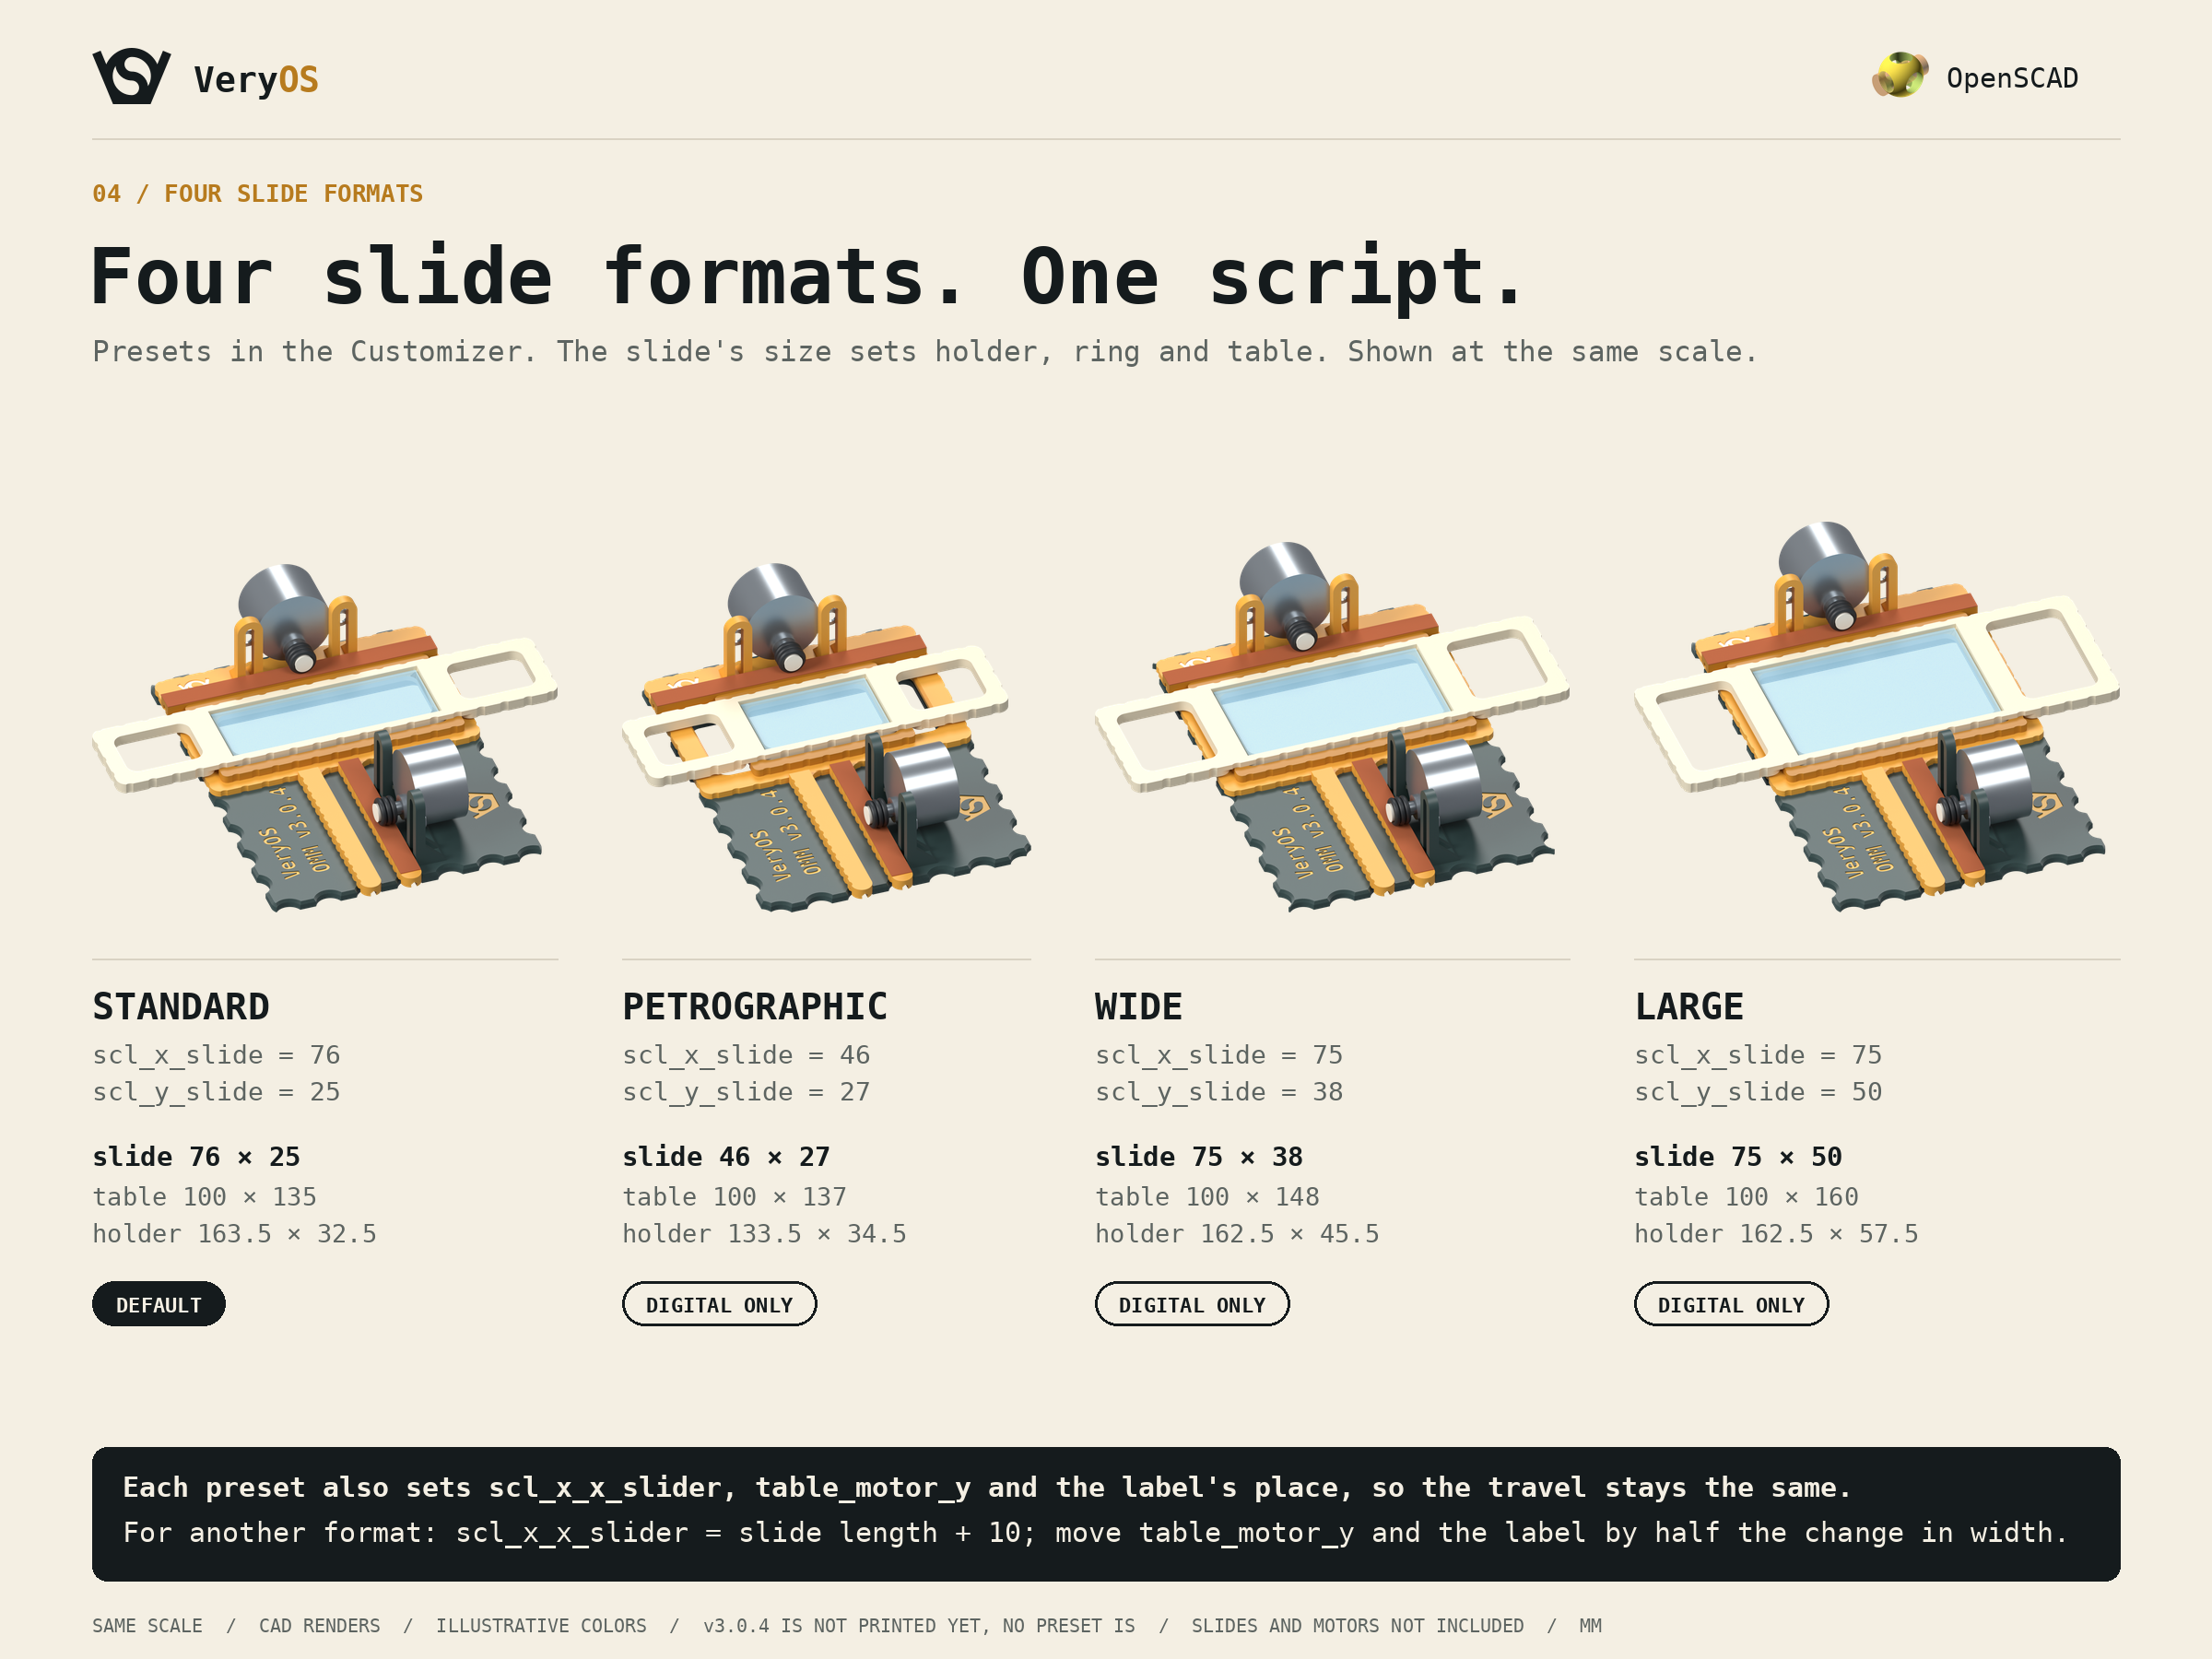 VeryOS
OpenSCAD
04 / FOUR SLIDE FORMATS
Four slide formats. One script.
Presets in the Customizer. The slide's size sets holder, ring and table. Shown at the same scale.
VeryOS
OMM v3.0.4
VeryOS
OMM v3.0.4
VeryOS
OMM v3.0.4
VeryOS
OMM v3.0.4
STANDARD
scl_x_slide = 76
scl_y_slide = 25
slide 76 × 25
table 100 × 135
holder 163.5 × 32.5
DEFAULT
PETROGRAPHIC
scl_x_slide = 46
scl_y_slide = 27
slide 46 × 27
table 100 × 137
holder 133.5 × 34.5
DIGITAL ONLY
WIDE
scl_x_slide = 75
scl_y_slide = 38
slide 75 × 38
table 100 × 148
holder 162.5 × 45.5
DIGITAL ONLY
LARGE
scl_x_slide = 75
scl_y_slide = 50
slide 75 × 50
table 100 × 160
holder 162.5 × 57.5
DIGITAL ONLY
Each preset also sets scl_x_x_slider, table_motor_y and the label's place, so the travel stays the same.
For another format: scl_x_x_slider = slide length + 10; move table_motor_y and the label by half the change in width.
SAME SCALE / CAD RENDERS / ILLUSTRATIVE COLORS / v3.0.4 IS NOT PRINTED YET, NO PRESET IS / SLIDES AND MOTORS NOT INCLUDED / MM